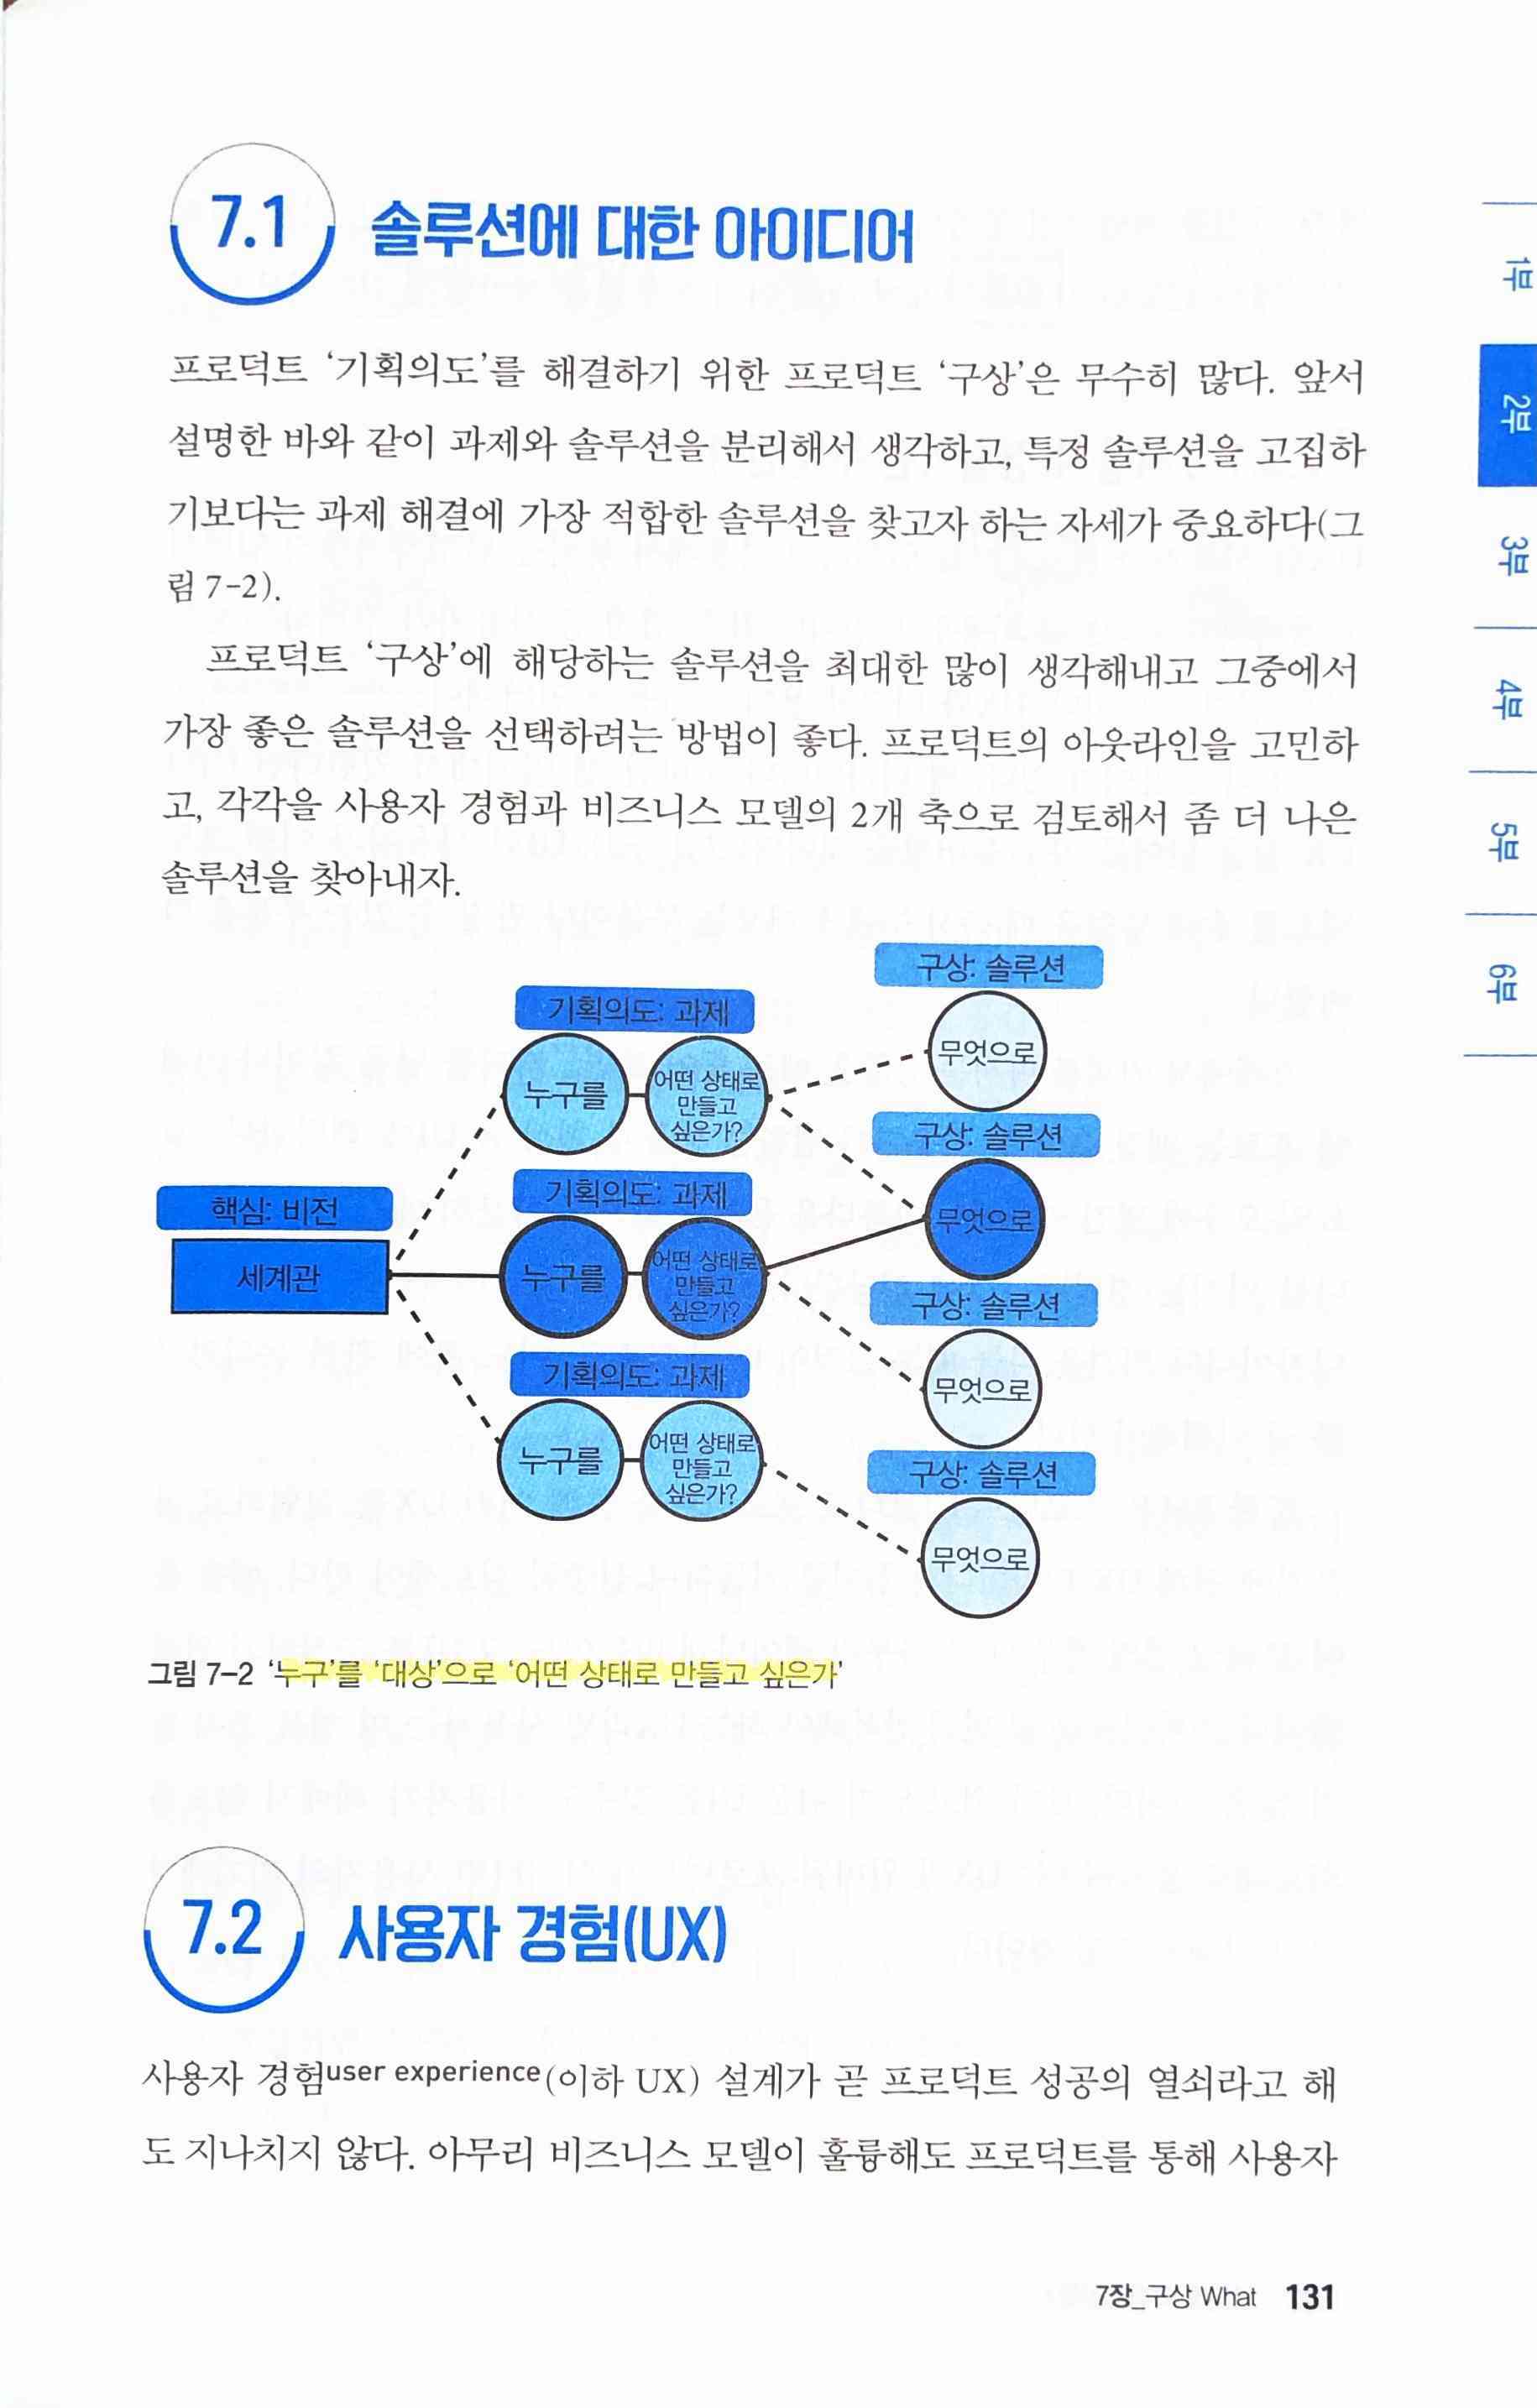 7.1 솔루션에 대한 아이디어
프로덕트 ‘기획의도’를 해결하기 위한 프로덕트 ‘구상’은 무수히 많다. 앞서
설명한 바와 같이 과제와 솔루션을 분리해서 생각하고, 특정 솔루션을 고집하
기보다는 과제 해결에 가장 적합한 솔루션을 찾고자 하는 자세가 중요하다(그
림 7-2).
프로덕트 ‘구상’에 해당하는 솔루션을 최대한 많이 생각해내고 그중에서
가장 좋은 솔루션을 선택하려는 방법이 좋다. 프로덕트의 아웃라인을 고민하
고, 각각을 사용자 경험과 비즈니스 모델의 2개 축으로 검토해서 좀 더 나은
솔루션을 찾아내자.
핵심: 비전
세계관
기획의도: 과제
누구를
어떤 상태로
만들고
싶은가?
기획의도: 과제
누구를
어떤 상태로
만들고
싶은가?
기획의도: 과제
누구를
어떤 상태로
만들고
싶은가?
구상: 솔루션
무엇으로
구상: 솔루션
무엇으로
구상: 솔루션
무엇으로
구상: 솔루션
무엇으로
그림 7-2 ‘누구’를 ‘대상’으로 ‘어떤 상태로 만들고 싶은가’
7.2 사용자 경험(UX)
사용자 경험user experience(이하 UX) 설계가 곧 프로덕트 성공의 열쇠라고 해
도 지나치지 않다. 아무리 비즈니스 모델이 훌륭해도 프로덕트를 통해 사용자
7장_구상 What 131
1부
2부
3부
4부
5부
6부